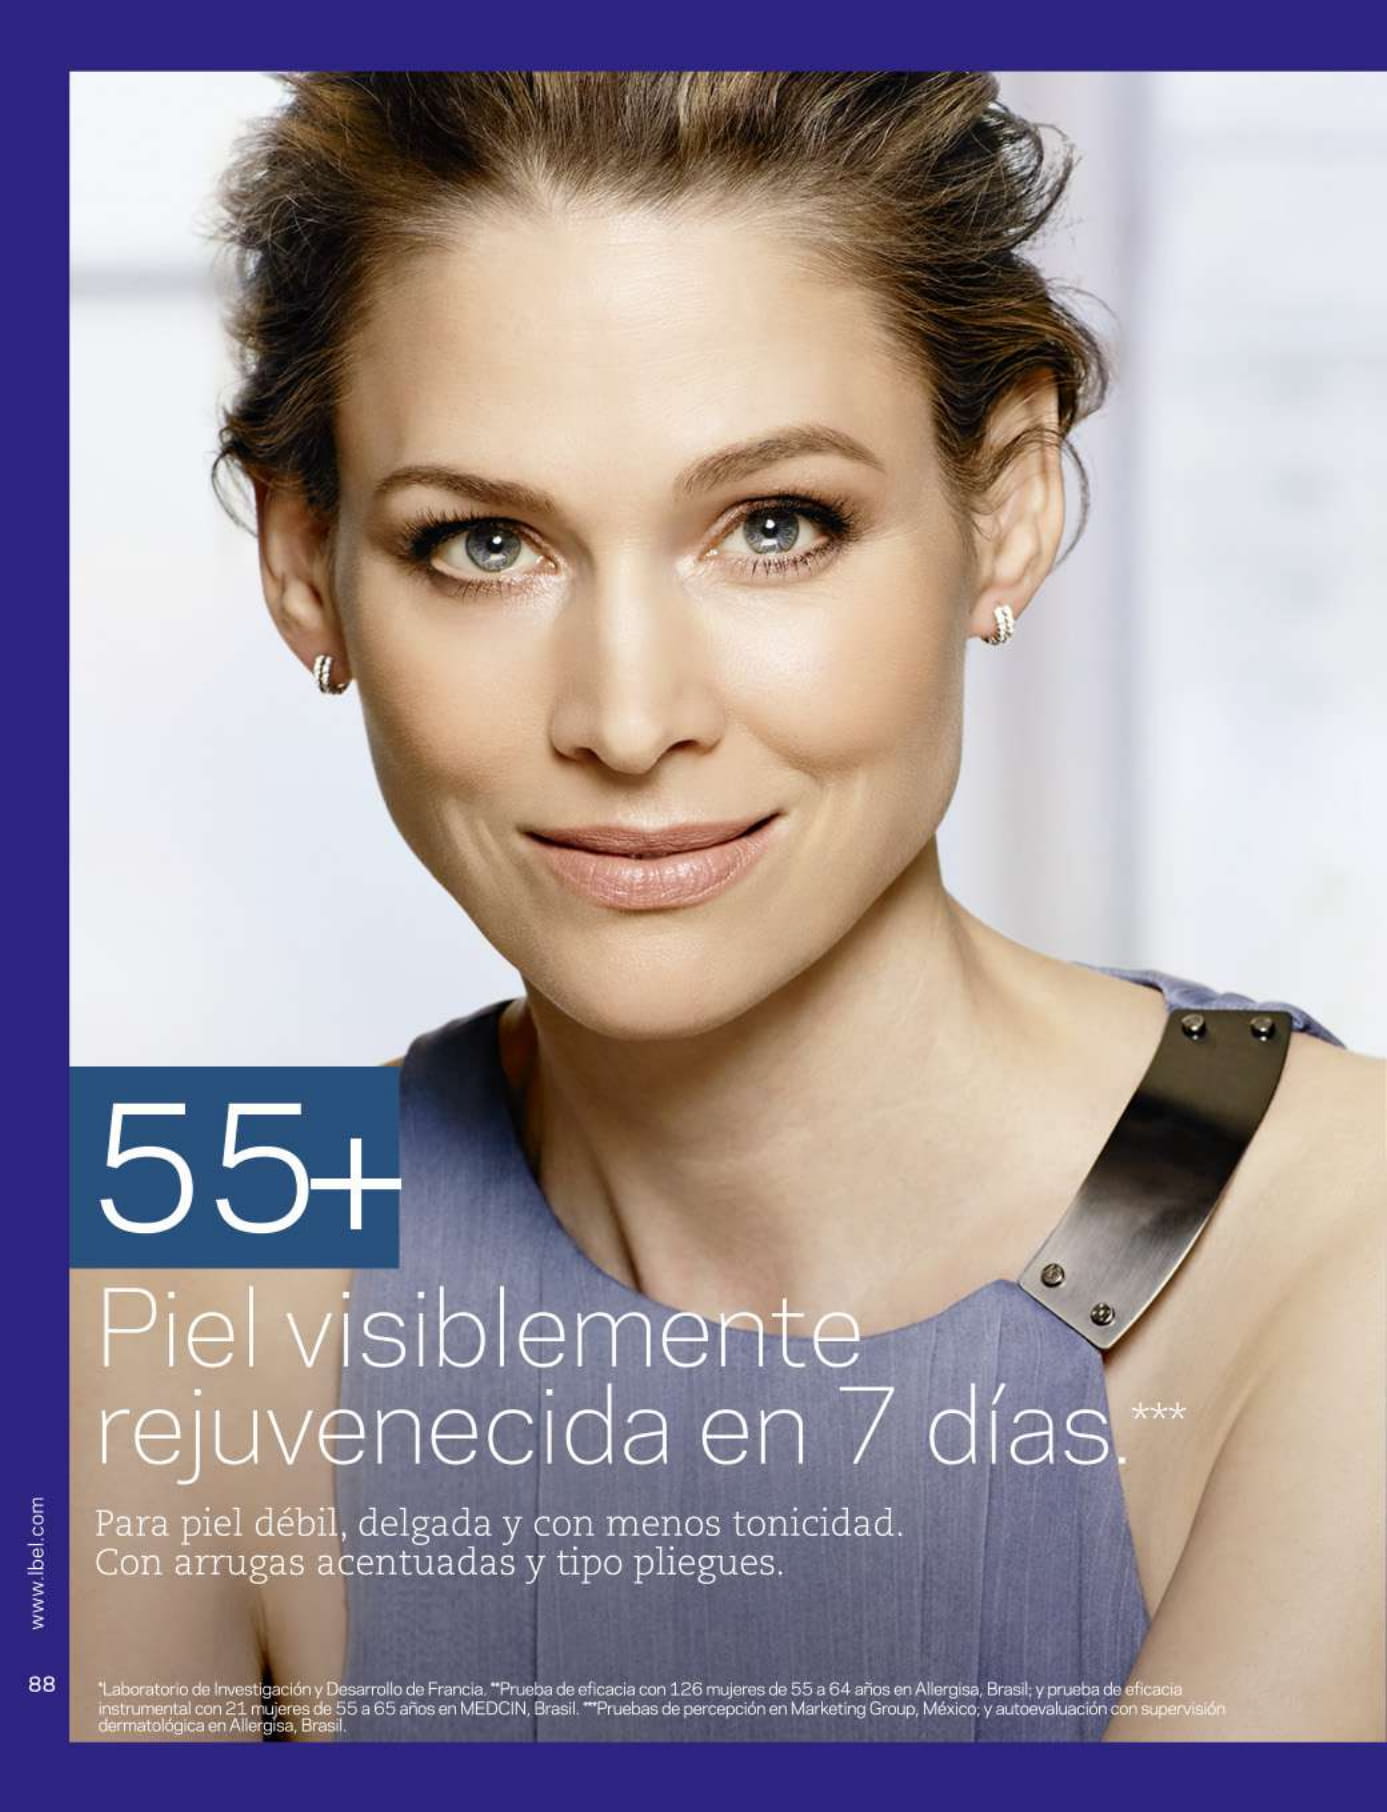 55+
Piel visiblemente
rejuvenecida en 7 días.***
Para piel débil, delgada y con menos tonicidad.
Con arrugas acentuadas y tipo pliegues.
www.lbel.com
88
*Laboratorio de Investigación y Desarrollo de Francia. **Prueba de eficacia con 126 mujeres de 55 a 64 años en Allergisa, Brasil; y prueba de eficacia
instrumental con 21 mujeres de 55 a 65 años en MEDCIN, Brasil. ***Pruebas de percepción en Marketing Group, México; y autoevaluación con supervisión
dermatológica en Allergisa, Brasil.